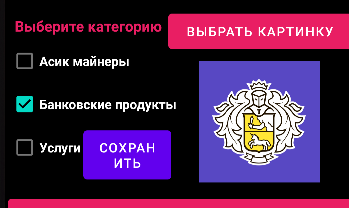 Выберите категорию
ВЫБРАТЬ КАРТИНКУ
Асик майнеры
Банковские продукты
Услуги
СОХРАН
ИТЬ